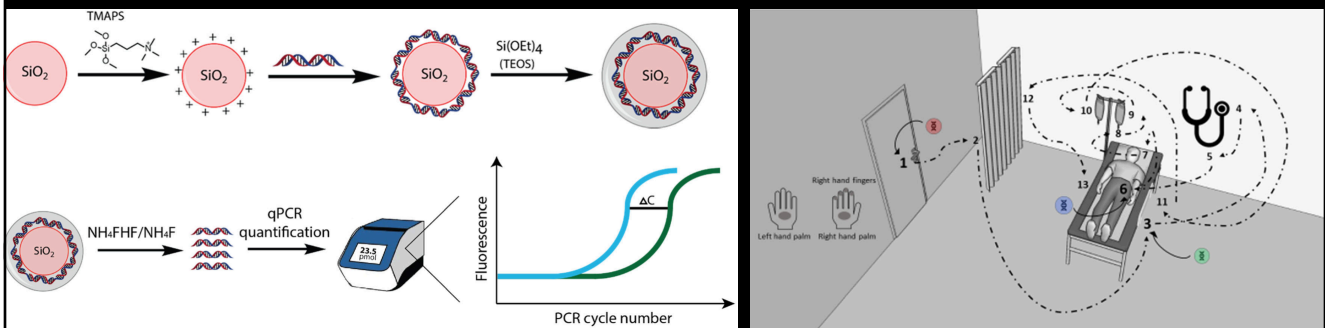 TMAPS
O
O
Si
N
+
O
SiO2
+ + + + + + + + + + + +
SiO2
SiO2
Si(OEt)4
(TEOS)
SiO2
SiO2
NH4FHF/NH4F
qPCR
quantification
23.5
pmol
Fluorescence
ΔC
PCR cycle number
12
10
9
8
4
1
2
7
5
13
6
11
3
Right hand fingers
Left hand palm
Right hand palm